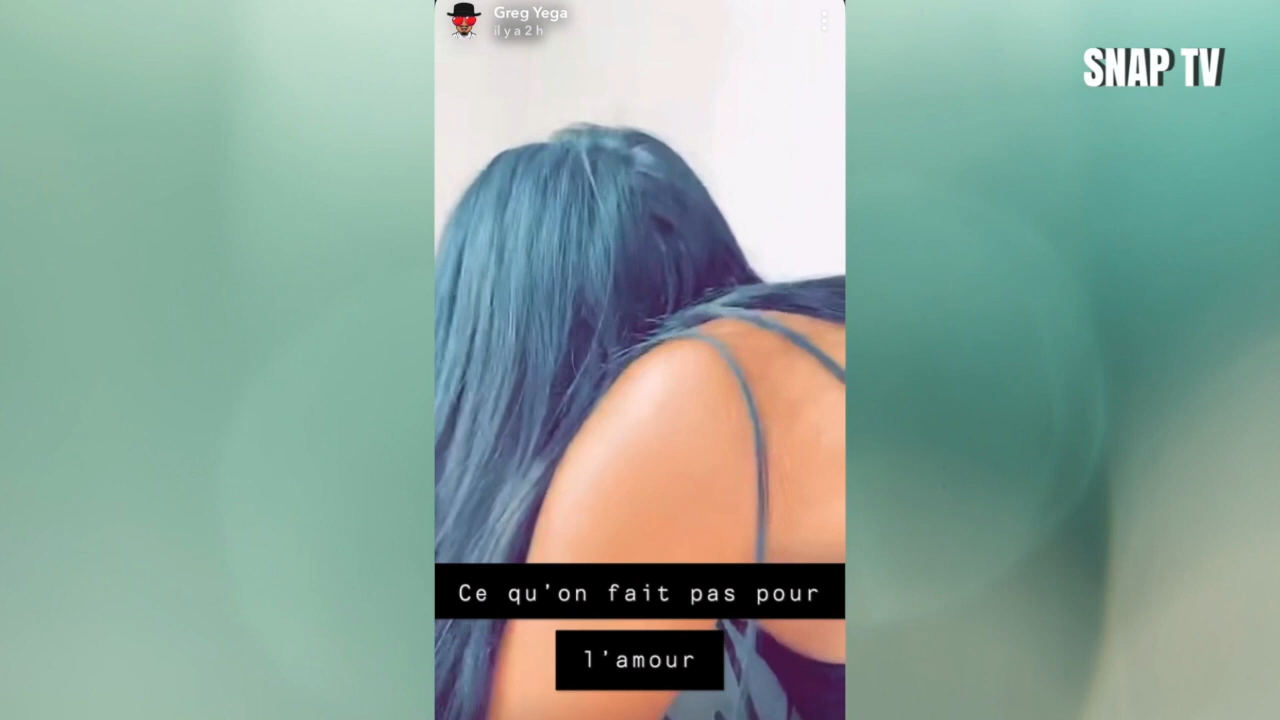 Greg Yega
il y a 2 h
SNAP TV
Ce qu'on fait pas pour
l'amour